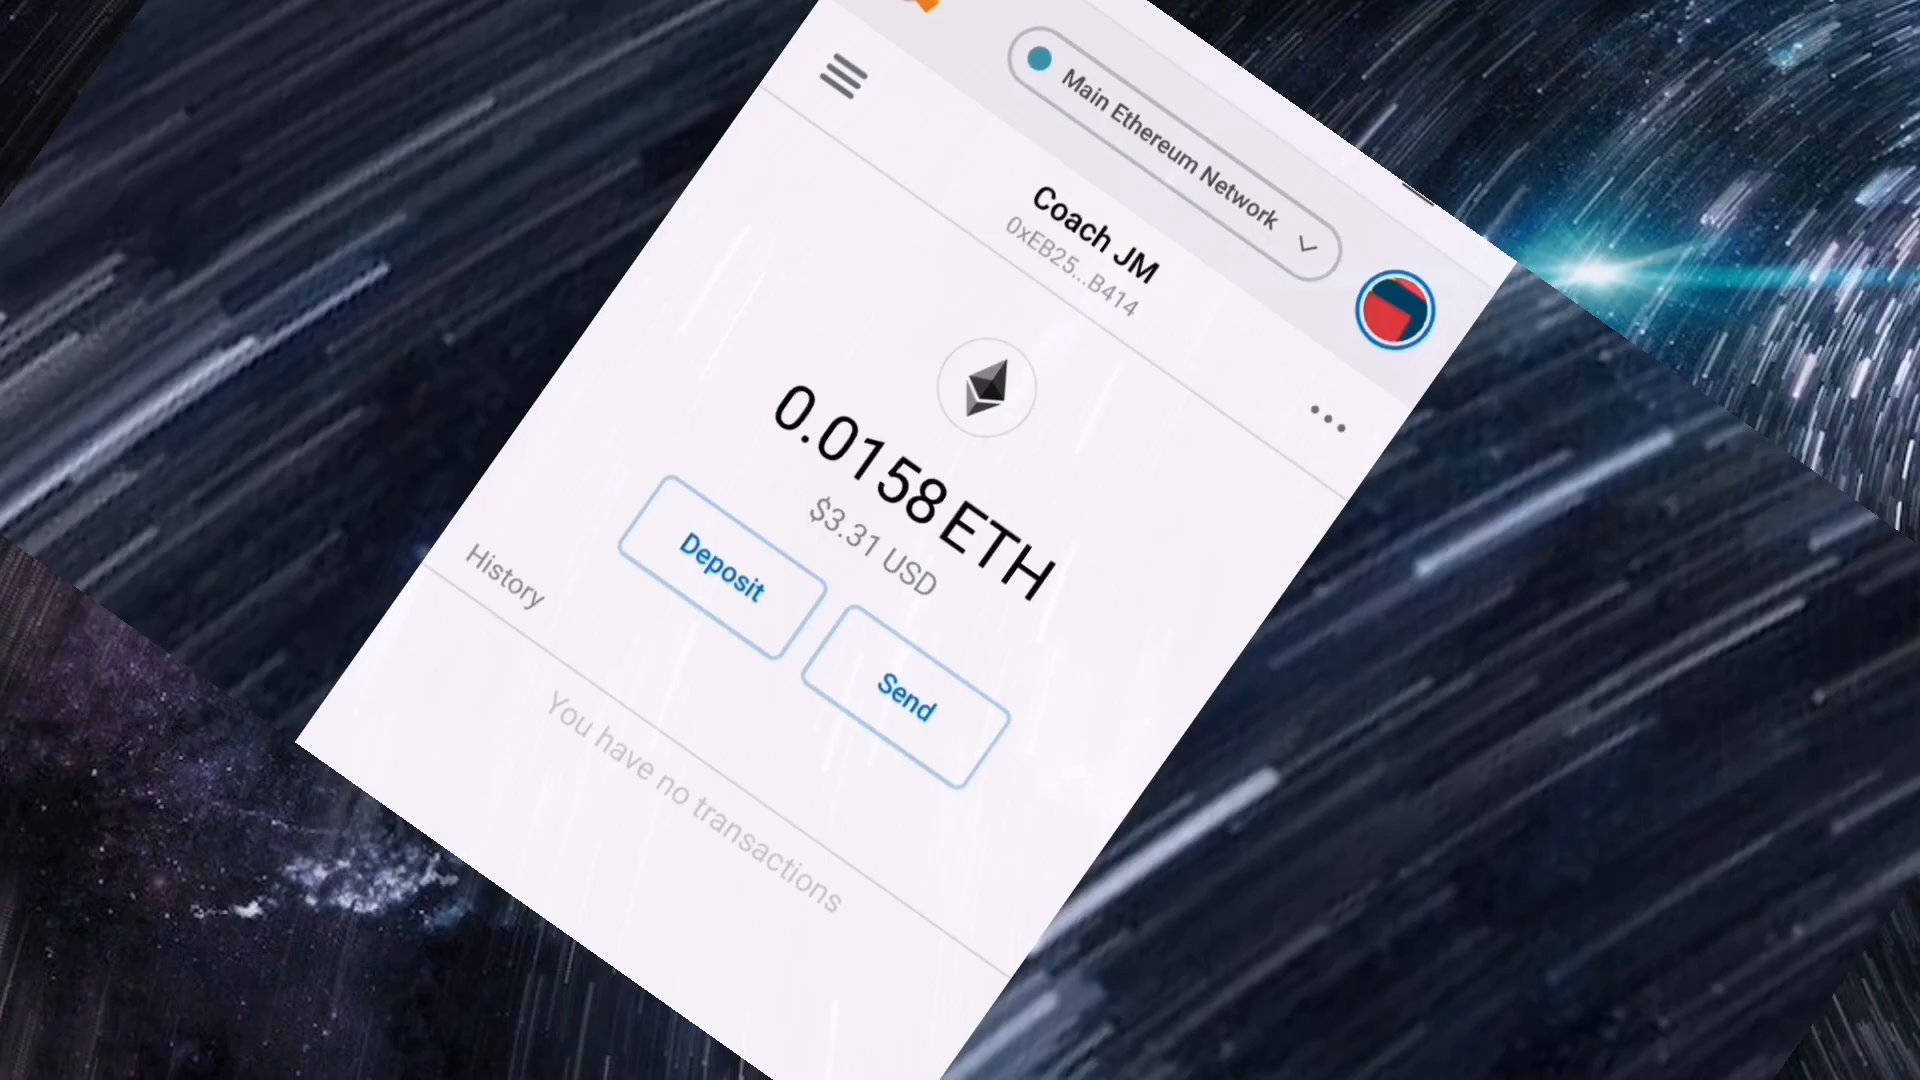 Main Ethereum Network
Coach JM
0xEB25...B414
0.0158 ETH
$3.31 USD
Deposit
Send
History
You have no transactions